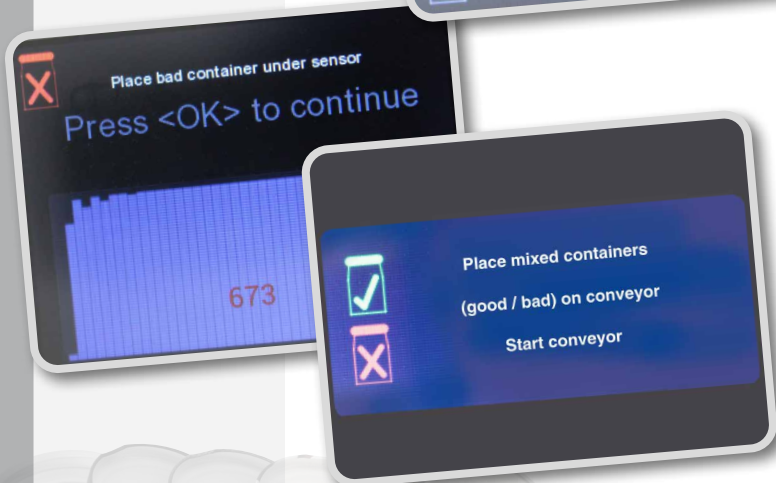 Place bad container under sensor
Press <OK> to continue
673
Place mixed containers
(good / bad) on conveyor
Start conveyor